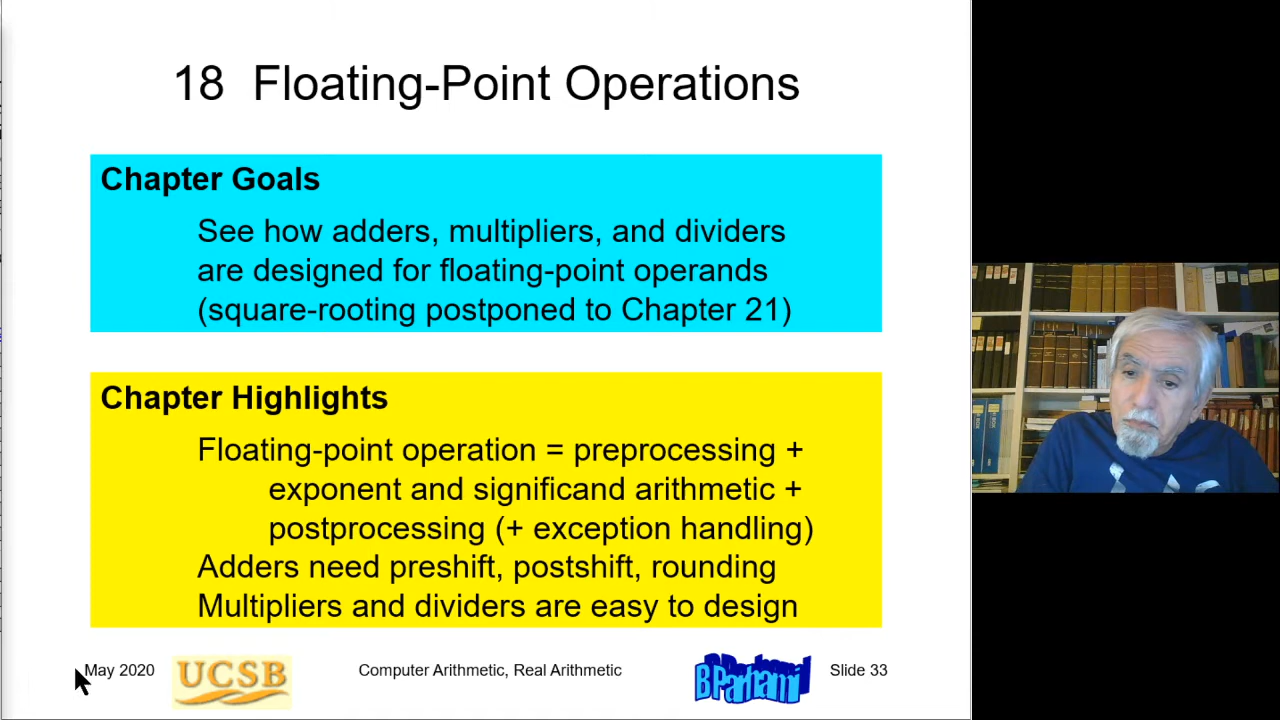 18 Floating-Point Operations
Chapter Goals
See how adders, multipliers, and dividers
are designed for floating-point operands
(square-rooting postponed to Chapter 21)
Chapter Highlights
Floating-point operation = preprocessing +
exponent and significand arithmetic +
postprocessing (+ exception handling)
Adders need preshift, postshift, rounding
Multipliers and dividers are easy to design
May 2020
UCSB
Computer Arithmetic, Real Arithmetic
B Parhami
Slide 33